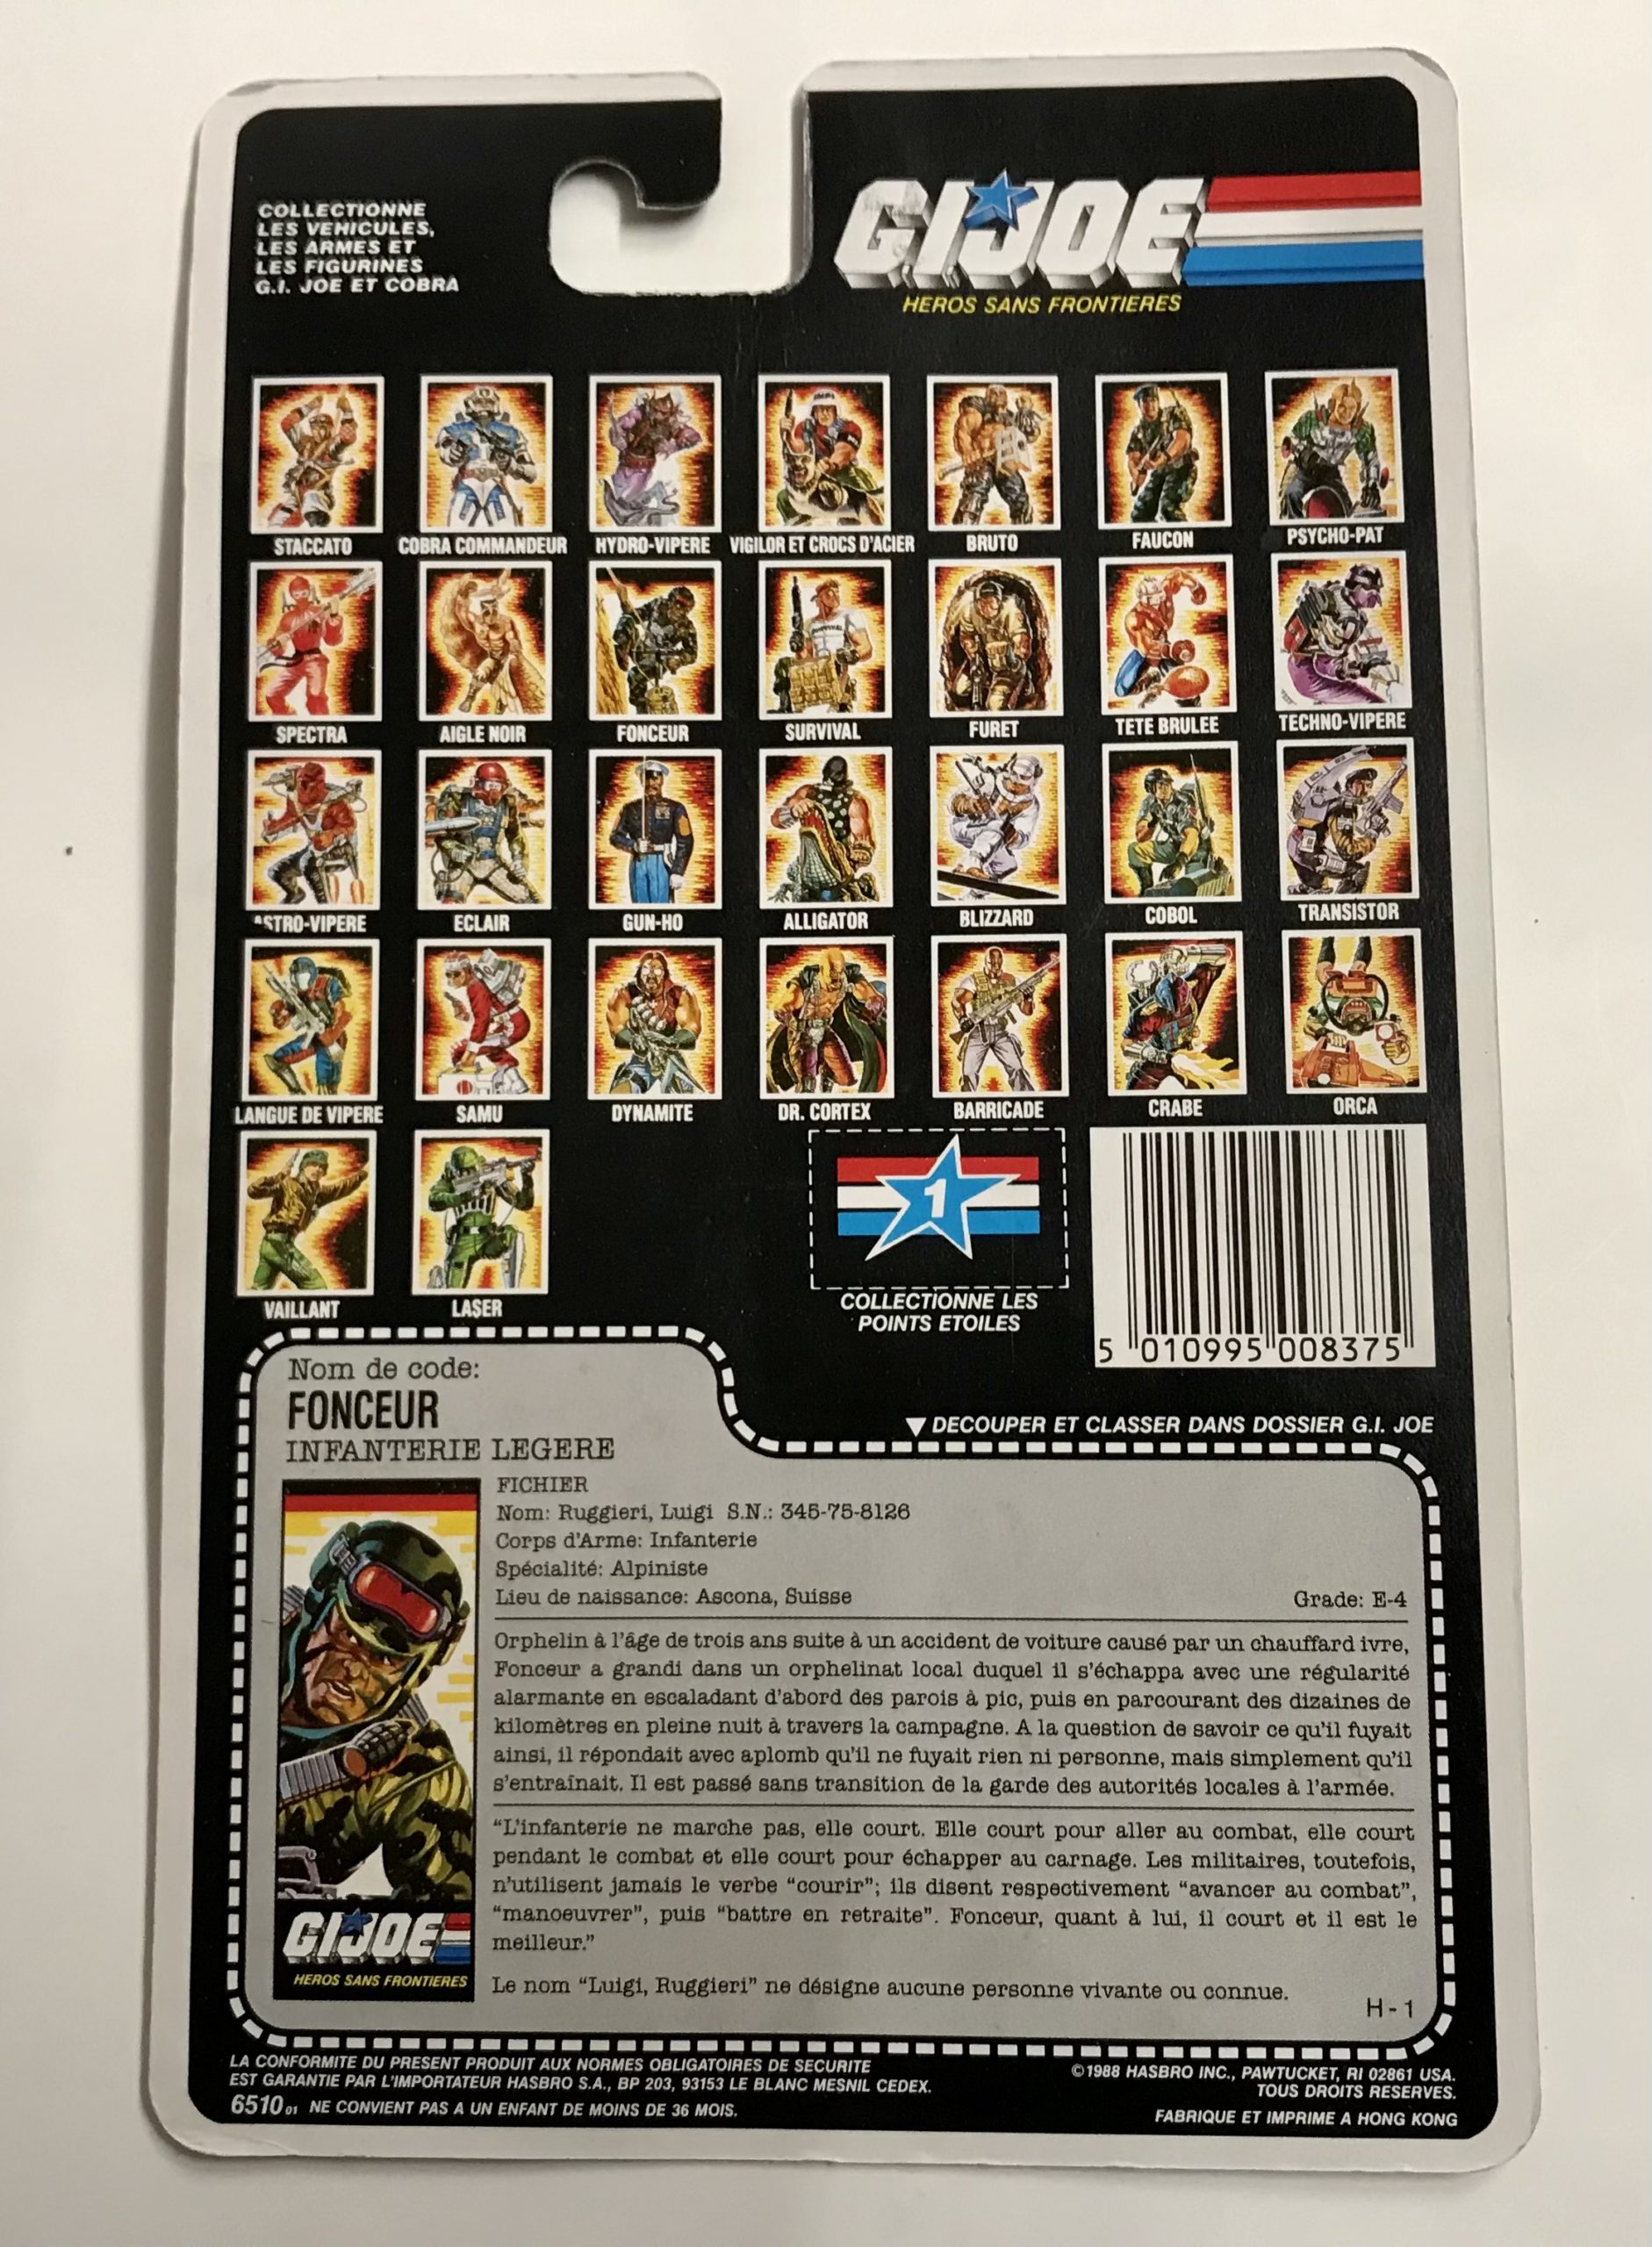 COLLECTIONNE
LES VEHICULES,
LES ARMES ET
LES FIGURINES
G.I. JOE ET COBRA
GIJOE
HEROS SANS FRONTIERES
STACCATO
COBRA COMMANDEUR
HYDRO-VIPERE
VIGILOR ET CROCS D'ACIER
BRUTO
FAUCON
PSYCHO-PAT
SPECTRA
AIGLE NOIR
FONCEUR
SURVIVAL
FURET
TETE BRULEE
TECHNO-VIPERE
ASTRO-VIPERE
ECLAIR
GUN-HO
ALLIGATOR
BLIZZARD
COBOL
TRANSISTOR
LANGUE DE VIPERE
SAMU
DYNAMITE
DR. CORTEX
BARRICADE
CRABE
ORCA
VAILLANT
LASER
1
COLLECTIONNE LES
POINTS ETOILES
5 010995 008375
▼ DECOUPER ET CLASSER DANS DOSSIER G.I. JOE
Nom de code:
FONCEUR
INFANTERIE LEGERE
FICHIER
Nom: Ruggieri, Luigi S.N.: 345-75-8126
Corps d'Arme: Infanterie
Spécialité: Alpiniste
Lieu de naissance: Ascona, Suisse Grade: E-4
Orphelin à l'âge de trois ans suite à un accident de voiture causé par un chauffard ivre,
Fonceur a grandi dans un orphelinat local duquel il s'échappa avec une régularité
alarmante en escaladant d'abord des parois à pic, puis en parcourant des dizaines de
kilomètres en pleine nuit à travers la campagne. A la question de savoir ce qu'il fuyait
ainsi, il répondait avec aplomb qu'il ne fuyait rien ni personne, mais simplement qu'il
s'entraînait. Il est passé sans transition de la garde des autorités locales à l'armée.
“L'infanterie ne marche pas, elle court. Elle court pour aller au combat, elle court
pendant le combat et elle court pour échapper au carnage. Les militaires, toutefois,
n'utilisent jamais le verbe “courir”; ils disent respectivement “avancer au combat”,
“manoeuvrer”, puis “battre en retraite”. Fonceur, quant à lui, il court et il est le
meilleur.”
Le nom “Luigi, Ruggieri” ne désigne aucune personne vivante ou connue.
H-1
GIJOE
HEROS SANS FRONTIERES
LA CONFORMITE DU PRESENT PRODUIT AUX NORMES OBLIGATOIRES DE SECURITE
EST GARANTIE PAR L'IMPORTATEUR HASBRO S.A., BP 203, 93153 LE BLANC MESNIL CEDEX.
6510 01 NE CONVIENT PAS A UN ENFANT DE MOINS DE 36 MOIS.
©1988 HASBRO INC., PAWTUCKET, RI 02861 USA.
TOUS DROITS RESERVES.
FABRIQUE ET IMPRIME A HONG KONG